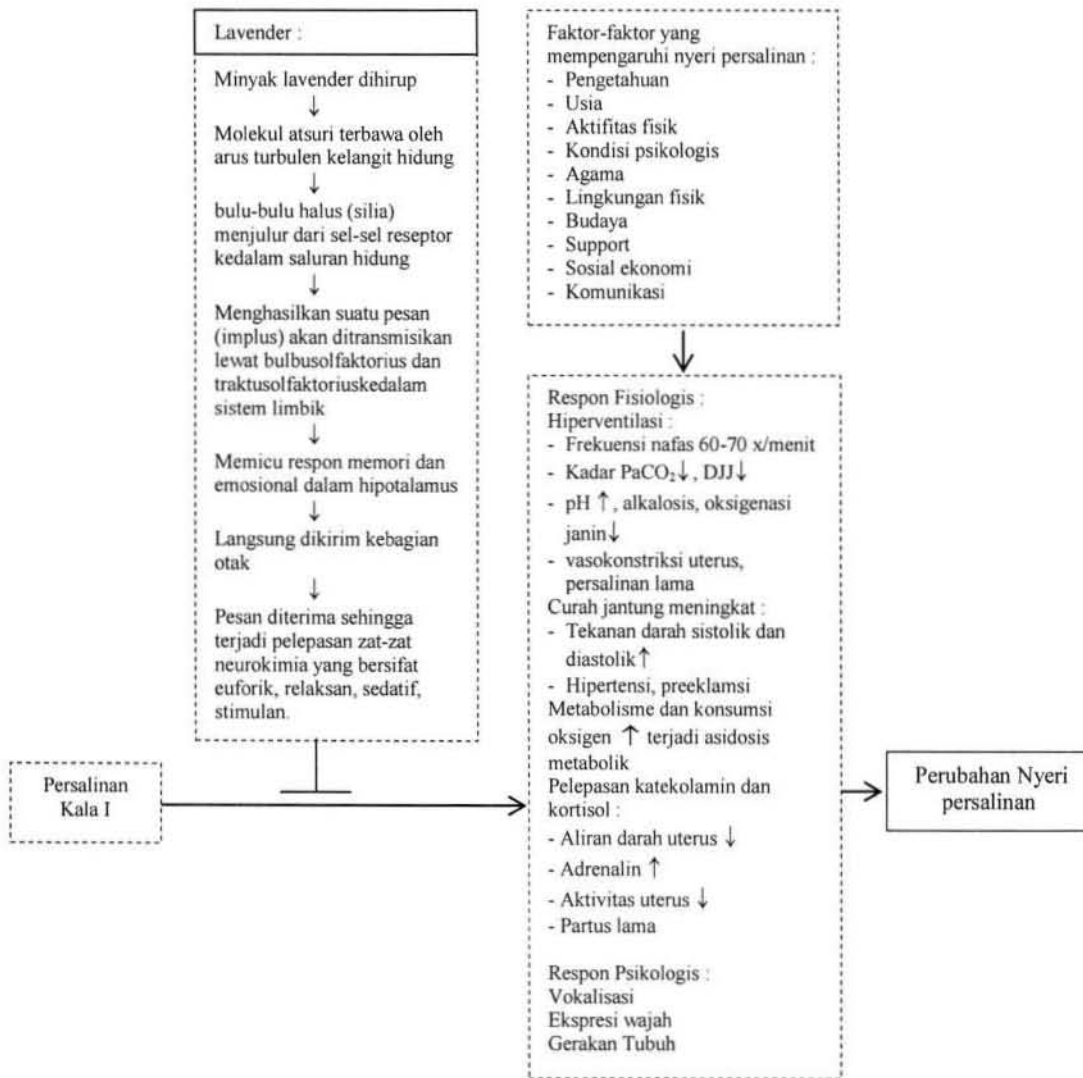 Lavender :
Minyak lavender dihirup
↓
Molekul atsuri terbawa oleh
arus turbulen kelangit hidung
↓
bulu-bulu halus (silia)
menjulur dari sel-sel reseptor
kedalam saluran hidung
↓
Menghasilkan suatu pesan
(implus) akan ditransmisikan
lewat bulbusolfaktorius dan
traktusolfaktoriuskedalam
sistem limbik
↓
Memicu respon memori dan
emosional dalam hipotalamus
↓
Langsung dikirim kebagian
otak
↓
Pesan diterima sehingga
terjadi pelepasan zat-zat
neurokimia yang bersifat
euforik, relaksan, sedatif,
stimulan.
Faktor-faktor yang
mempengaruhi nyeri persalinan :
- Pengetahuan
- Usia
- Aktifitas fisik
- Kondisi psikologis
- Agama
- Lingkungan fisik
- Budaya
- Support
- Sosial ekonomi
- Komunikasi
Persalinan
Kala I
Respon Fisiologis :
Hiperventilasi :
- Frekuensi nafas 60-70 x/menit
- Kadar PaCO₂↓, DJJ↓
- pH ↑, alkalosis, oksigenasi
janin↓
- vasokonstriksi uterus,
persalinan lama
Curah jantung meningkat :
- Tekanan darah sistolik dan
diastolik↑
- Hipertensi, preeklamsi
Metabolisme dan konsumsi
oksigen ↑ terjadi asidosis
metabolik
Pelepasan katekolamin dan
kortisol :
- Aliran darah uterus ↓
- Adrenalin ↑
- Aktivitas uterus ↓
- Partus lama
Respon Psikologis :
Vokalisasi
Ekspresi wajah
Gerakan Tubuh
Perubahan Nyeri
persalinan